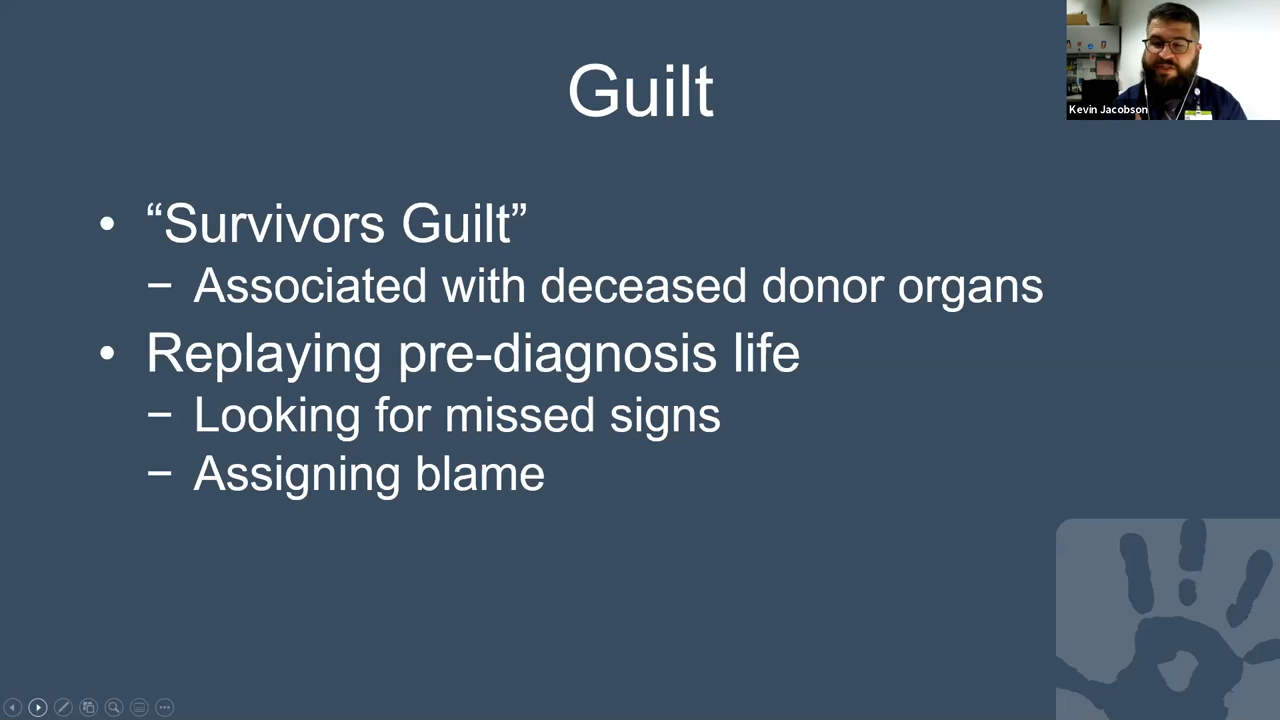 Guilt
Kevin Jacobson
• “Survivors Guilt”
− Associated with deceased donor organs
• Replaying pre-diagnosis life
− Looking for missed signs
− Assigning blame